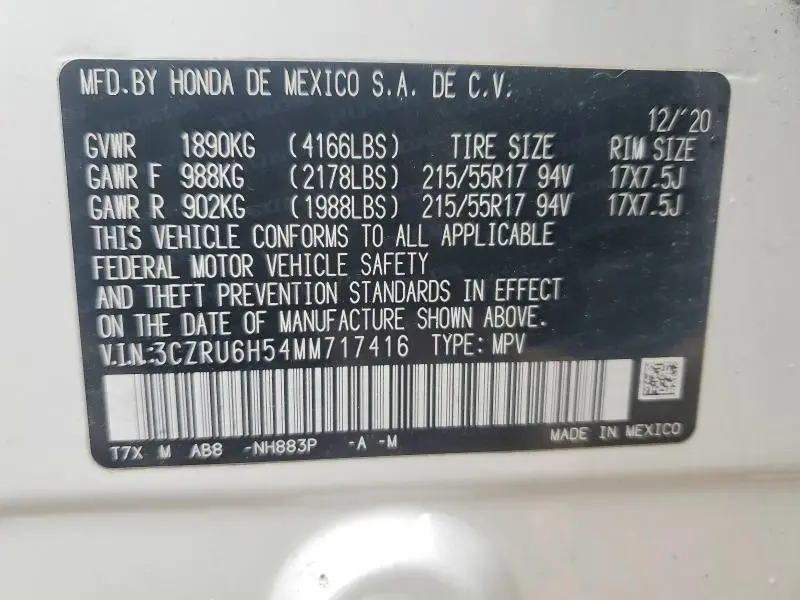 MFD.BY HONDA DE MEXICO S.A. DE C.V.
12/'20
GVWR 1890KG (4166LBS) TIRE SIZE RIM SIZE
GAWR F 988KG (2178LBS) 215/55R17 94V 17X7.5J
GAWR R 902KG (1988LBS) 215/55R17 94V 17X7.5J
THIS VEHICLE CONFORMS TO ALL APPLICABLE
FEDERAL MOTOR VEHICLE SAFETY
AND THEFT PREVENTION STANDARDS IN EFFECT
ON THE DATE OF MANUFACTURE SHOWN ABOVE.
V.I.N.:3CZRU6H54MM717416 TYPE: MPV
T7X M AB8 -NH883P -A -M
MADE IN MEXICO